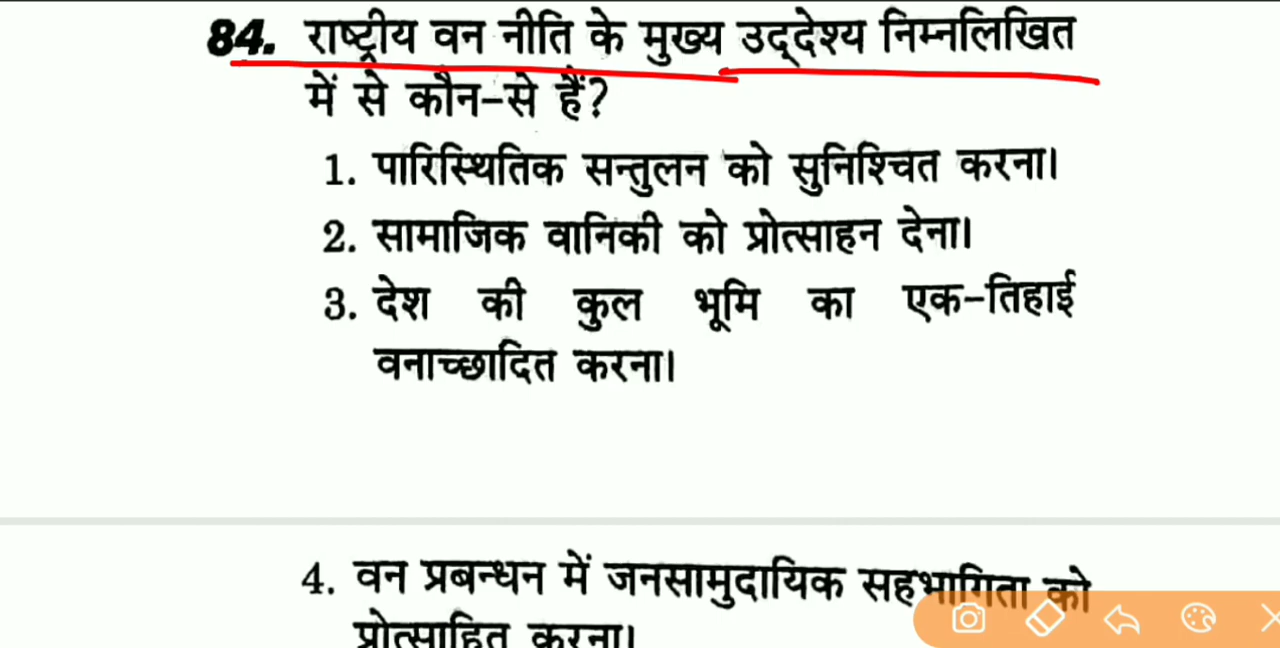 84. राष्ट्रीय वन नीति के मुख्य उद्देश्य निम्नलिखित
में से कौन-से हैं?
1. पारिस्थितिक सन्तुलन को सुनिश्चित करना।
2. सामाजिक वानिकी को प्रोत्साहन देना।
3. देश की कुल भूमि का एक-तिहाई
वनाच्छादित करना।
4. वन प्रबन्धन में जनसामुदायिक सहभागिता को
प्रोत्साहित करना।